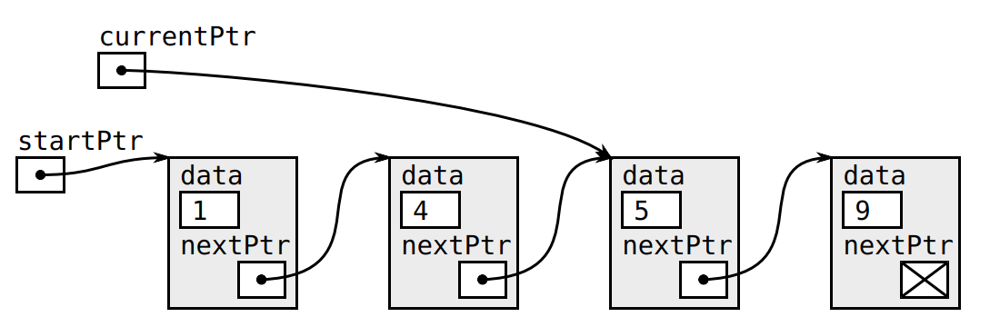 currentPtr
startPtr
data data data data
1 4 5 9
nextPtr nextPtr nextPtr nextPtr